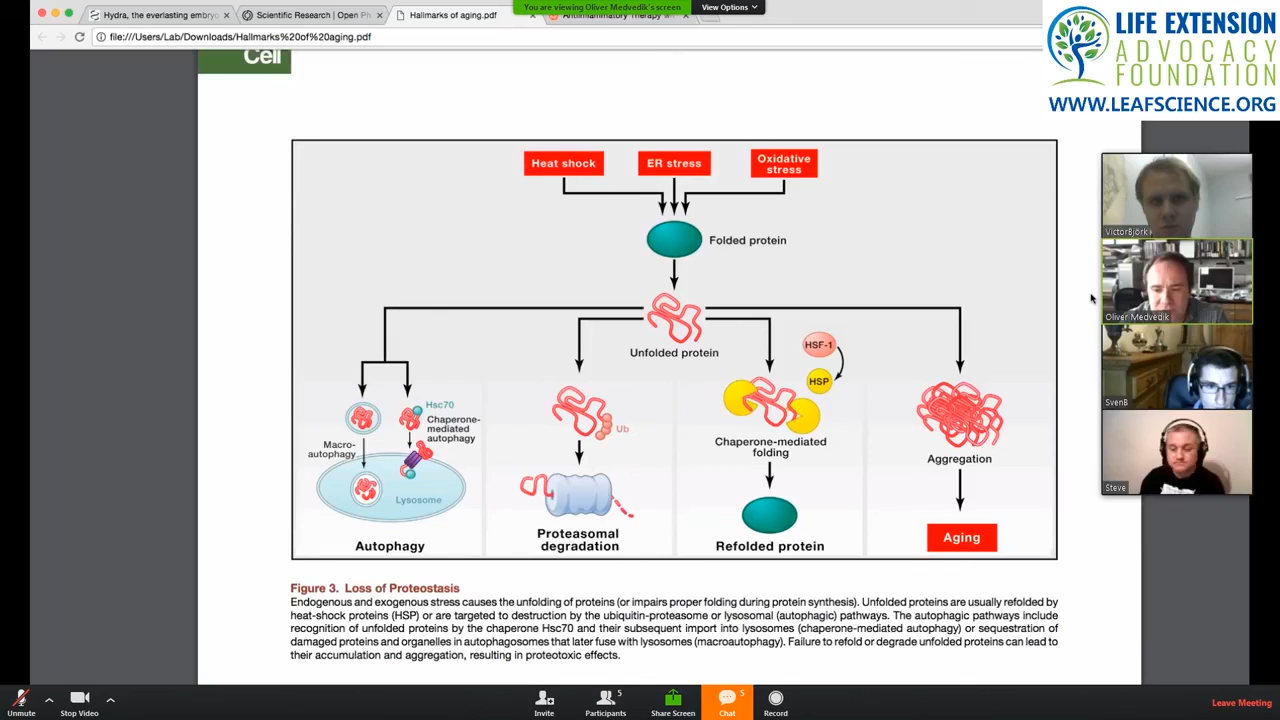 Hydra, the everlasting embryo
Scientific Research | Open Ph
Hallmarks of aging.pdf
You are viewing Oliver Medvedik's screen
View Options
file:///Users/Lab/Downloads/Hallmarks%20of%20aging.pdf
LIFE EXTENSION
ADVOCACY
FOUNDATION
WWW.LEAFSCIENCE.ORG
Cell
Heat shock
ER stress
Oxidative
stress
Folded protein
Unfolded protein
HSF-1
HSP
Hsc70
Chaperone-
mediated
autophagy
Macro-
autophagy
Lysosome
Autophagy
Ub
Proteasomal
degradation
Chaperone-mediated
folding
Refolded protein
Aggregation
Aging
Figure 3. Loss of Proteostasis
Endogenous and exogenous stress causes the unfolding of proteins (or impairs proper folding during protein synthesis). Unfolded proteins are usually refolded by
heat-shock proteins (HSP) or are targeted to destruction by the ubiquitin-proteasome or lysosomal (autophagic) pathways. The autophagic pathways include
recognition of unfolded proteins by the chaperone Hsc70 and their subsequent import into lysosomes (chaperone-mediated autophagy) or sequestration of
damaged proteins and organelles in autophagosomes that later fuse with lysosomes (macroautophagy). Failure to refold or degrade unfolded proteins can lead to
their accumulation and aggregation, resulting in proteotoxic effects.
VictorBjörk
Oliver Medvedik
SvenB
Steve
Unmute
Stop Video
Invite
5
Participants
Share Screen
5
Chat
Record
Leave Meeting